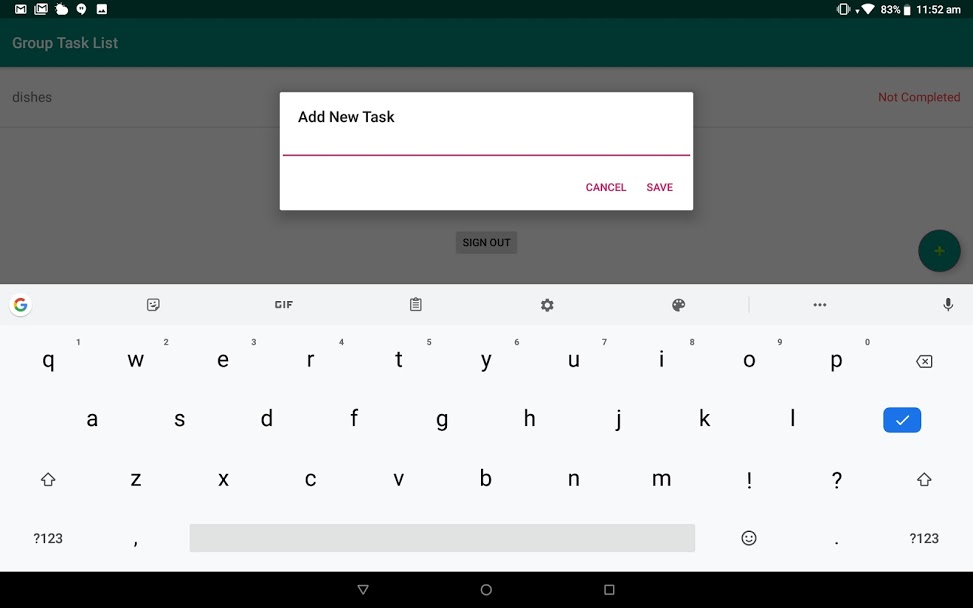 83% 11:52 am
Group Task List
dishes Not Completed
Add New Task
CANCEL SAVE
SIGN OUT
+
G GIF
1 2 3 4 5 6 7 8 9 0
q w e r t y u i o p
a s d f g h j k l
z x c v b n m ! ?
?123 , . ?123